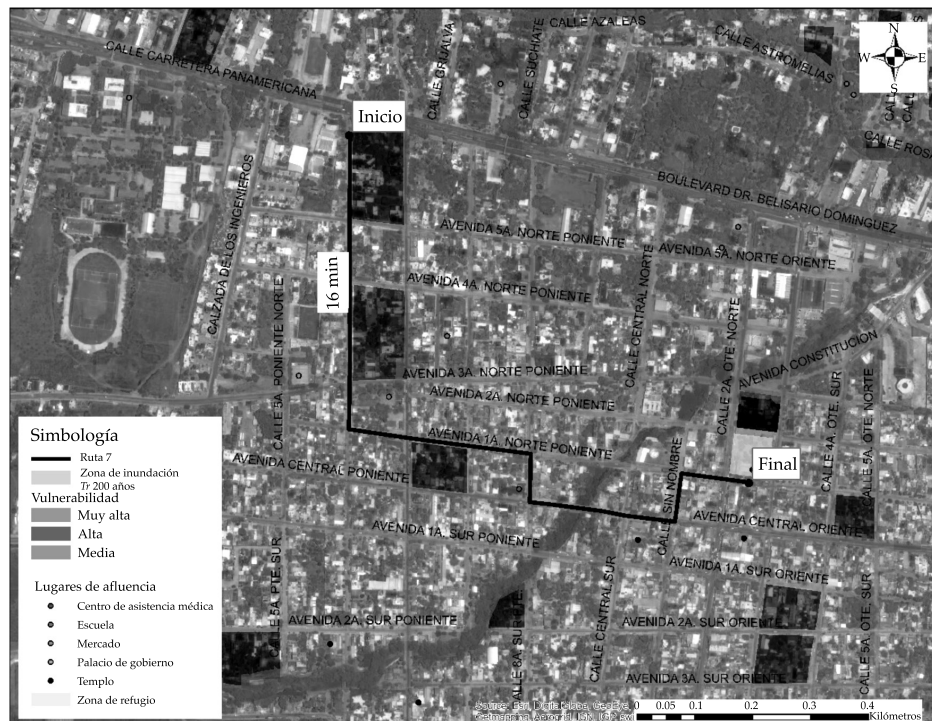 CALLE CARRETERA PANAMERICANA
CALLE GRIJALVA
CALLE SUCHIATE
CALLE AZALEAS
CALLE ASTROMELIAS
N
W
E
S
CALLE ROSA
Inicio
BOULEVARD DR. BELISARIO DOMINGUEZ
CALZADA DE LOS INGENIEROS
AVENIDA 5A. NORTE PONIENTE
AVENIDA 5A. NORTE ORIENTE
16 min
AVENIDA 4A. NORTE PONIENTE
CALLE CENTRAL NORTE
CALLE 5A. PONIENTE NORTE
AVENIDA 3A. NORTE PONIENTE
AVENIDA 2A. NORTE PONIENTE
CALLE 2A. OTE. NORTE
AVENIDA CONSTITUCION
CALLE 4A. OTE. SUR
CALLE 5A. OTE. NORTE
AVENIDA 1A. NORTE PONIENTE
AVENIDA CENTRAL PONIENTE
CALLE SIN NOMBRE
Final
AVENIDA CENTRAL ORIENTE
AVENIDA 1A. SUR PONIENTE
AVENIDA 1A. SUR ORIENTE
CALLE 5A. PTE. SUR
CALLE CENTRAL SUR
CALLE 5A. OTE. SUR
AVENIDA 2A. SUR PONIENTE
AVENIDA 2A. SUR ORIENTE
AVENIDA 3A. SUR ORIENTE
Simbología
Ruta 7
Zona de inundación
Tr 200 años
Vulnerabilidad
Muy alta
Alta
Media
Lugares de afluencia
Centro de asistencia médica
Escuela
Mercado
Palacio de gobierno
Templo
Zona de refugio
0 0.05 0.1 0.2 0.3 0.4
Kilómetros